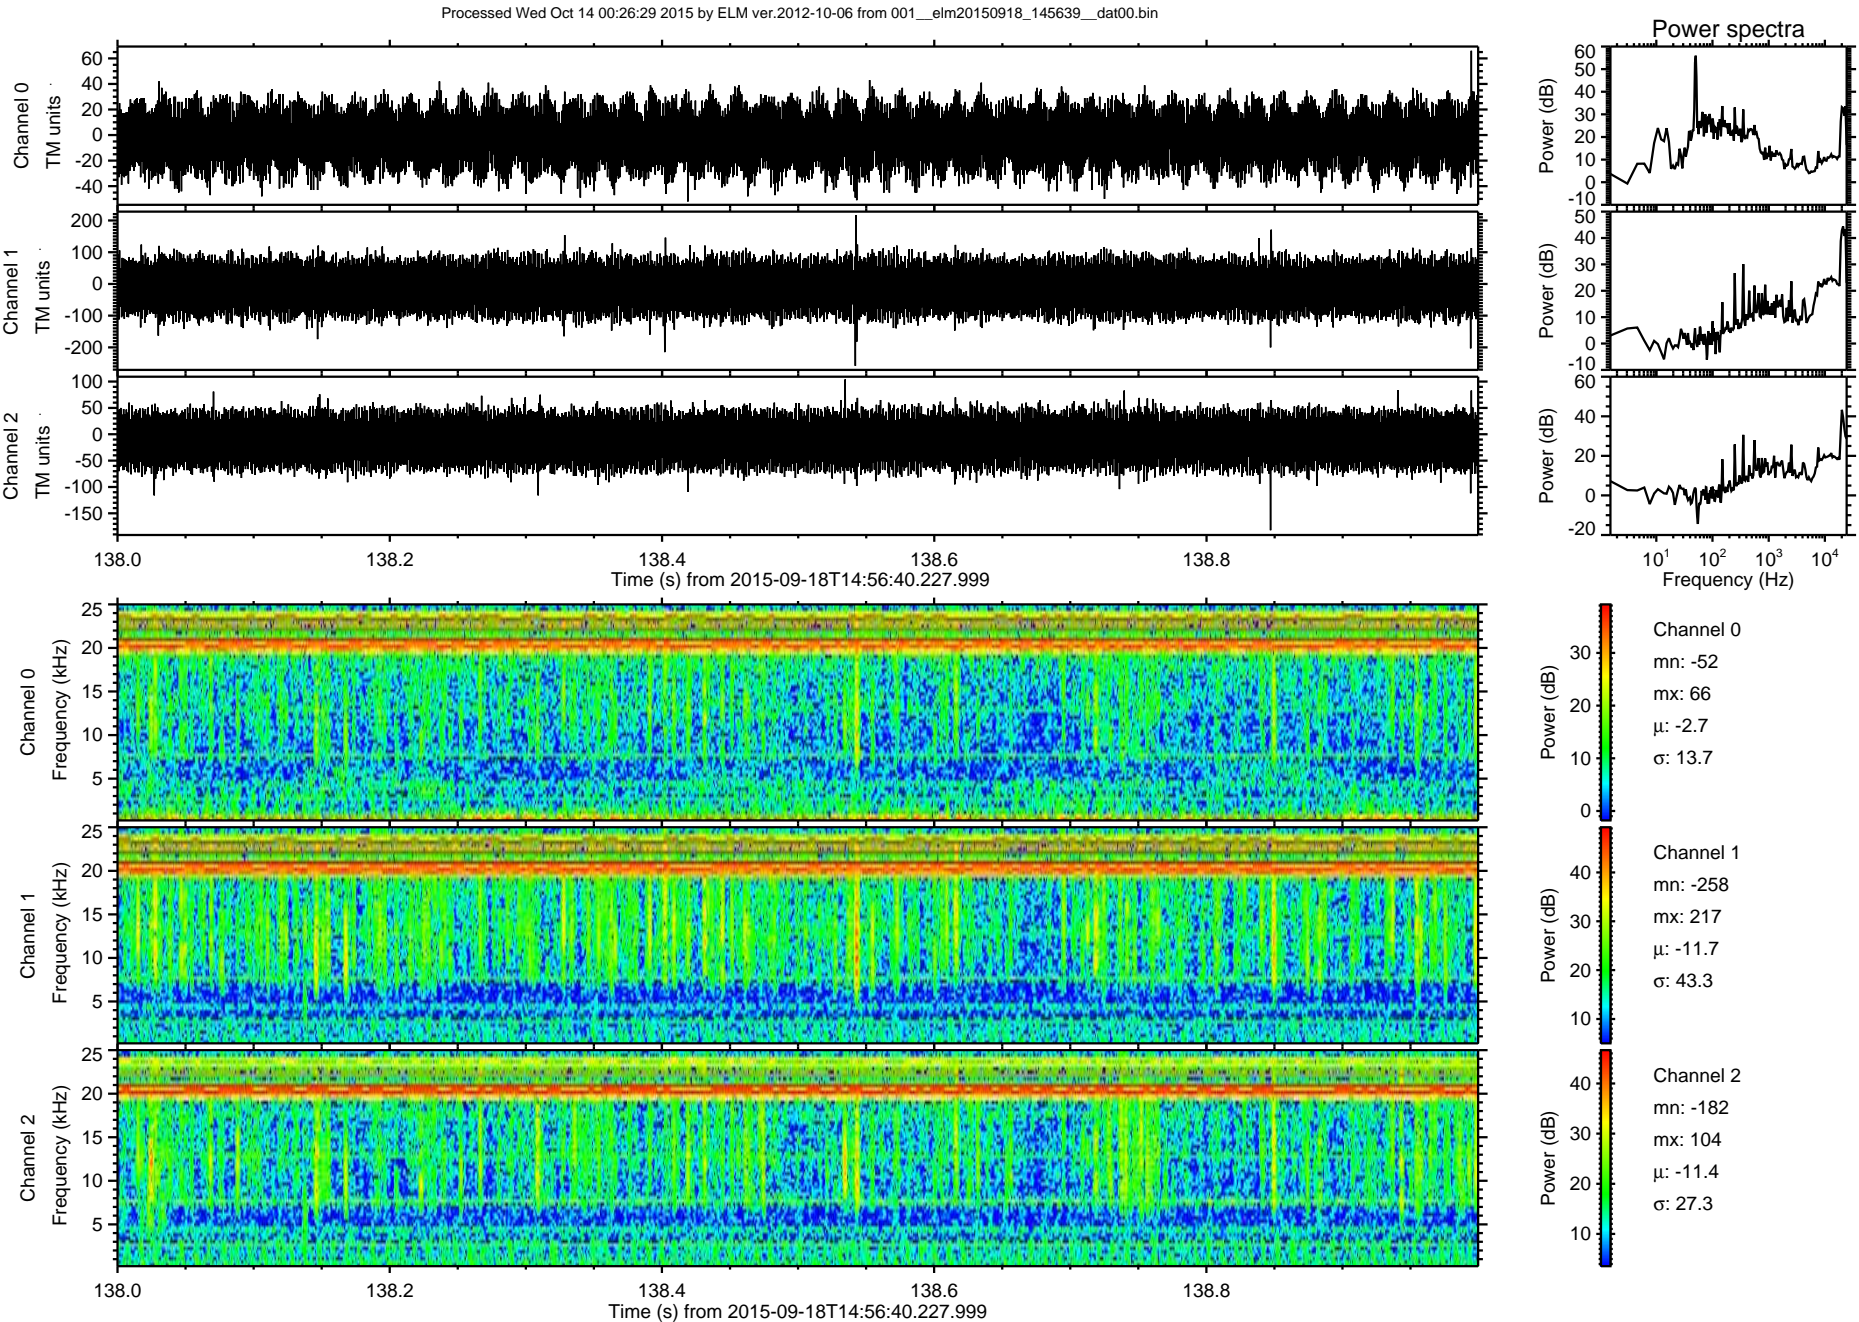 Processed Wed Oct 14 00:26:29 2015 by ELM ver.2012-10-06 from 001__elm20150918_145639__dat00.bin
Power spectra
Channel 0
TM units
60
40
20
0
-20
-40
Power (dB)
60
50
40
30
20
10
0
-10
Channel 1
TM units
200
100
0
-100
-200
Power (dB)
50
40
30
20
10
0
-10
Channel 2
TM units
100
50
0
-50
-100
-150
Power (dB)
60
40
20
0
-20
138.0 138.2 138.4 138.6 138.8
Time (s) from 2015-09-18T14:56:40.227.999
10^1 10^2 10^3 10^4
Frequency (Hz)
Channel 0
Frequency (kHz)
25
20
15
10
5
Power (dB)
30
20
10
0
Channel 0
mn: -52
mx: 66
μ: -2.7
σ: 13.7
Channel 1
Frequency (kHz)
25
20
15
10
5
Power (dB)
40
30
20
10
Channel 1
mn: -258
mx: 217
μ: -11.7
σ: 43.3
Channel 2
Frequency (kHz)
25
20
15
10
5
Power (dB)
40
30
20
10
Channel 2
mn: -182
mx: 104
μ: -11.4
σ: 27.3
138.0 138.2 138.4 138.6 138.8
Time (s) from 2015-09-18T14:56:40.227.999